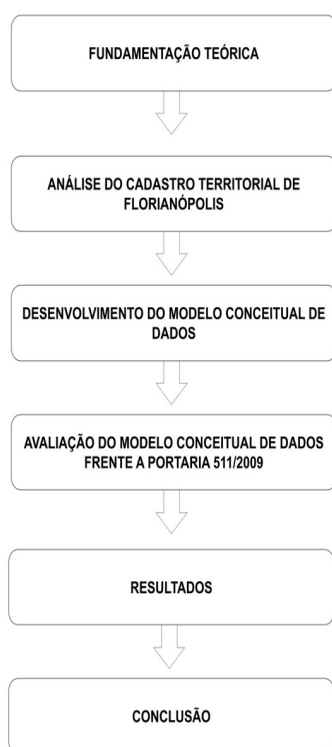 FUNDAMENTAÇÃO TEÓRICA
ANÁLISE DO CADASTRO TERRITORIAL DE
FLORIANÓPOLIS
DESENVOLVIMENTO DO MODELO CONCEITUAL DE
DADOS
AVALIAÇÃO DO MODELO CONCEITUAL DE DADOS
FRENTE A PORTARIA 511/2009
RESULTADOS
CONCLUSÃO